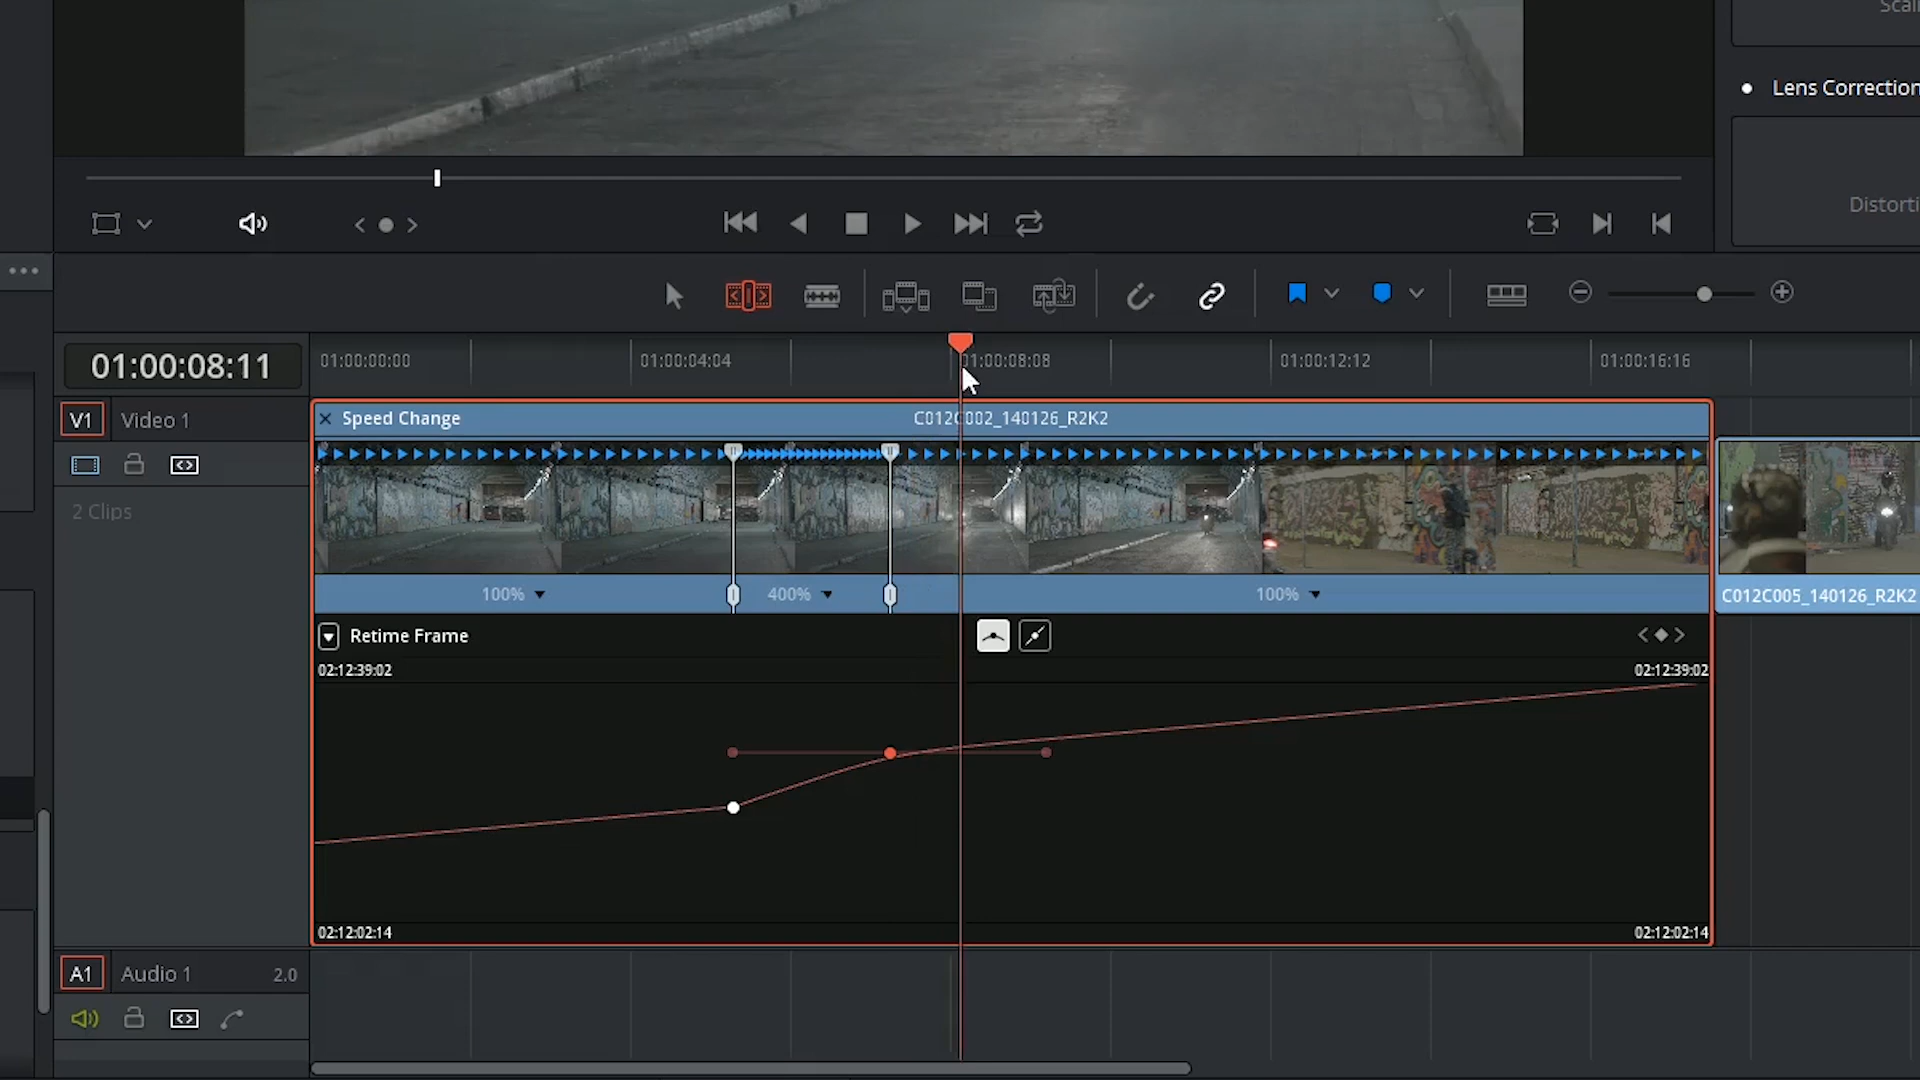 Scali
Lens Correction
Distorti
01:00:08:11
01:00:00:00
01:00:04:04
01:00:08:08
01:00:12:12
01:00:16:16
V1 Video 1
2 Clips
Speed Change
C012C002_140126_R2K2
100%
400%
100%
C012C005_140126_R2K2
Retime Frame
02:12:39:02
02:12:39:02
02:12:02:14
02:12:02:14
A1 Audio 1 2.0